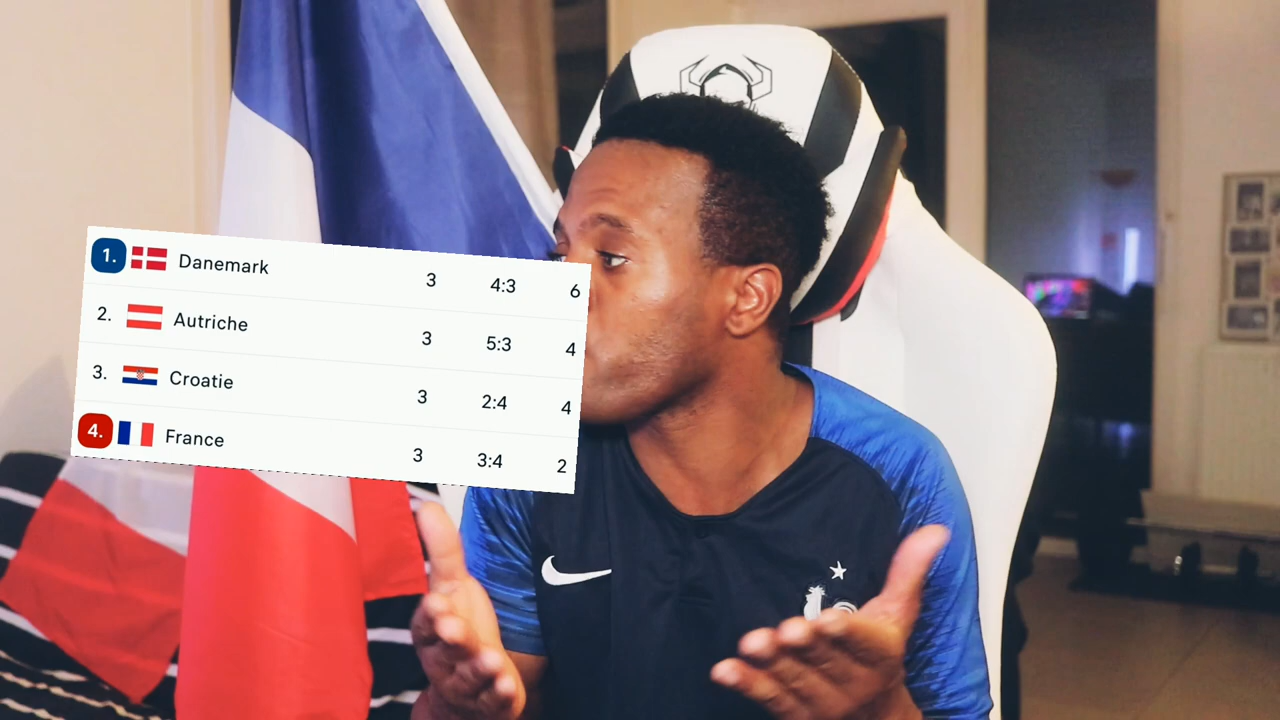 1. Danemark 3 4:3 6
2. Autriche 3 5:3 4
3. Croatie 3 2:4 4
4. France 3 3:4 2